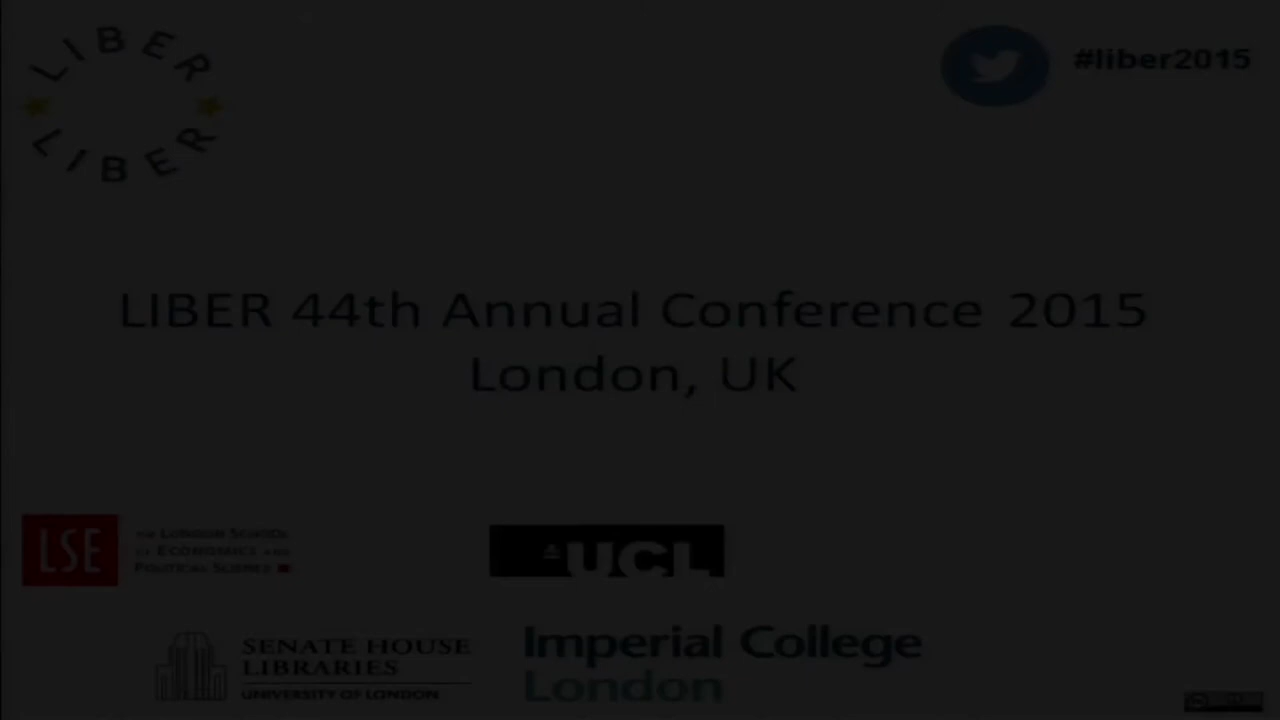 LIBER
LIBER
#liber2015
LIBER 44th Annual Conference 2015
London, UK
LSE
THE LONDON SCHOOL
OF ECONOMICS AND
POLITICAL SCIENCE
UCL
SENATE HOUSE
LIBRARIES
UNIVERSITY OF LONDON
Imperial College
London